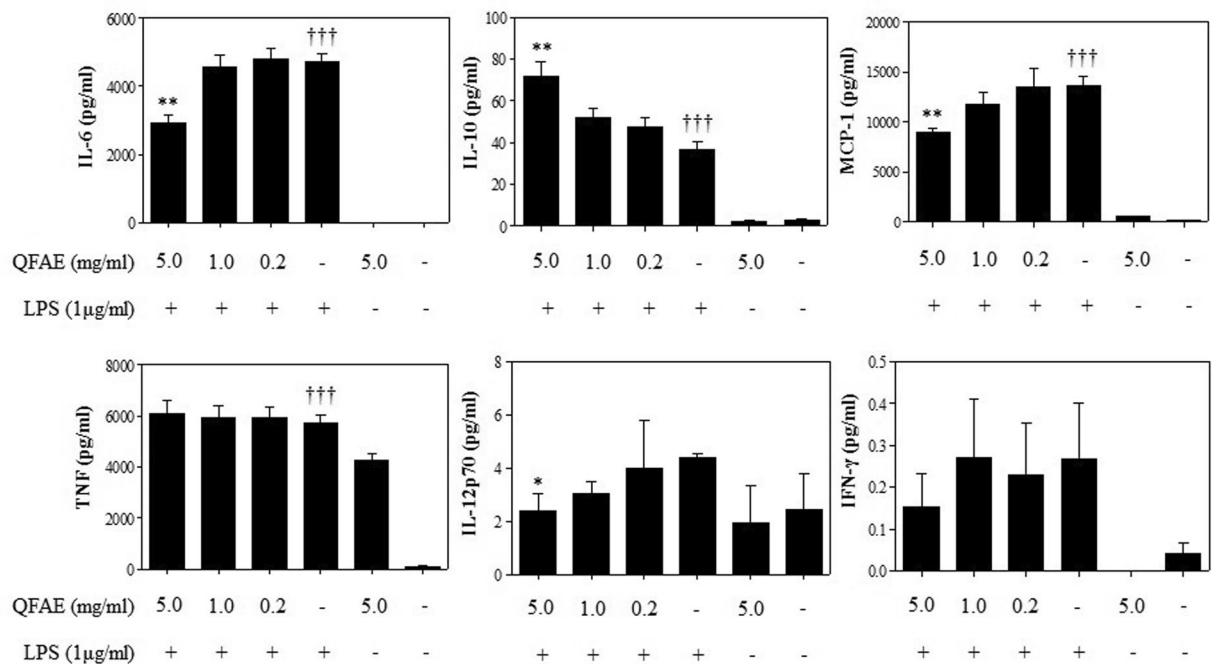 6000 4000 2000 0
IL-6 (pg/ml)
** †††
100 80 60 40 20 0
IL-10 (pg/ml)
** †††
20000 15000 10000 5000 0
MCP-1 (pg/ml)
** †††
QFAE (mg/ml) 5.0 1.0 0.2 - 5.0 - 5.0 1.0 0.2 - 5.0 - 5.0 1.0 0.2 - 5.0 -
LPS (1µg/ml) + + + + - - + + + + - - + + + + - -
8000 6000 4000 2000 0
TNF (pg/ml)
†††
8 6 4 2 0
IL-12p70 (pg/ml)
*
0.5 0.4 0.3 0.2 0.1 0.0
IFN-γ (pg/ml)
QFAE (mg/ml) 5.0 1.0 0.2 - 5.0 - 5.0 1.0 0.2 - 5.0 - 5.0 1.0 0.2 - 5.0 -
LPS (1µg/ml) + + + + - - + + + + - - + + + + - -